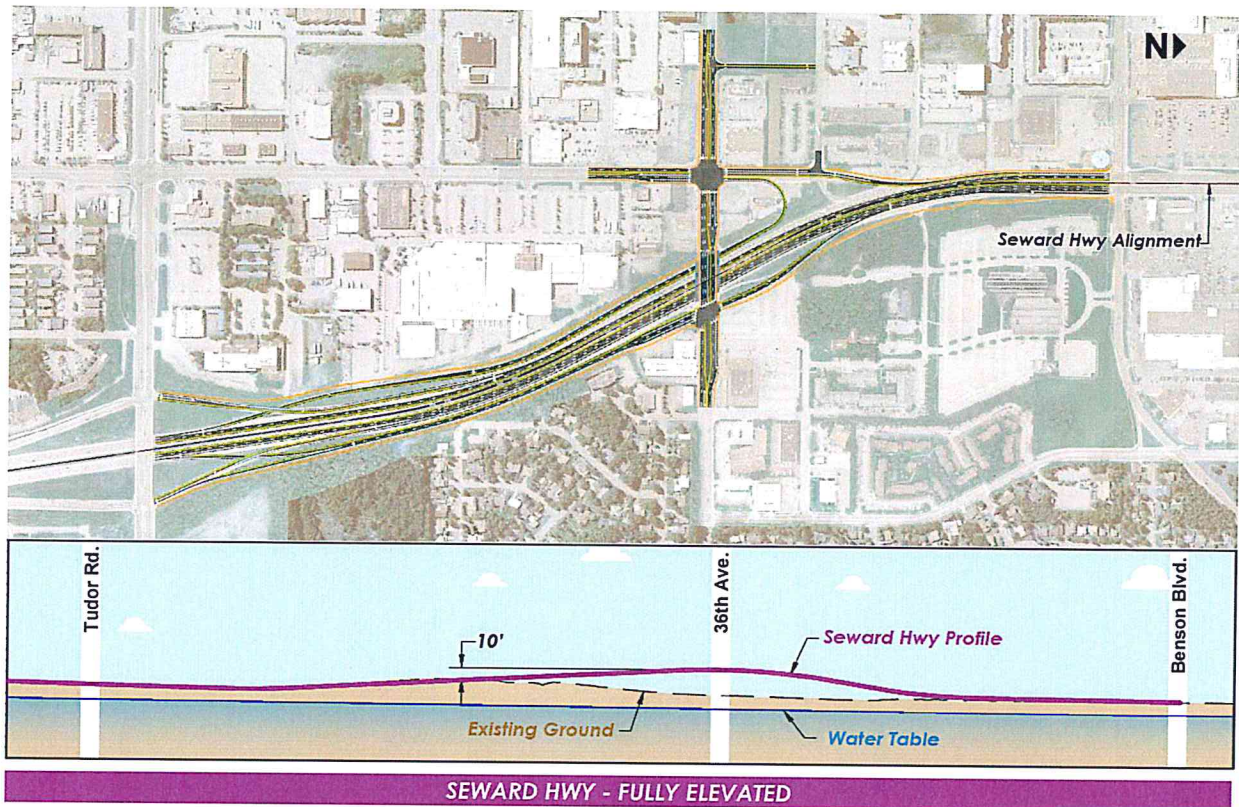 N
Seward Hwy Alignment
Tudor Rd.
36th Ave.
Benson Blvd.
10'
Seward Hwy Profile
Existing Ground
Water Table
SEWARD HWY - FULLY ELEVATED